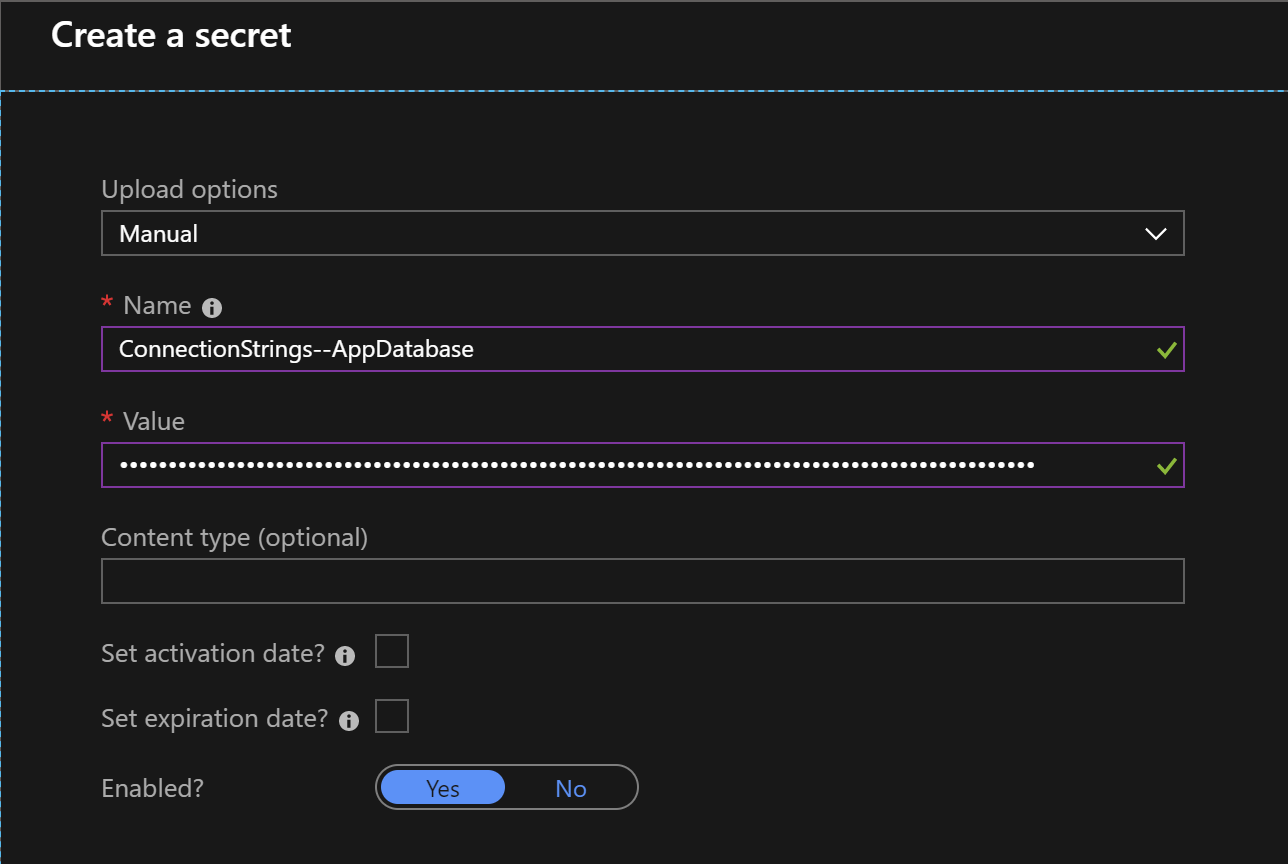 Create a secret
Upload options
Manual
* Name
ConnectionStrings--AppDatabase
* Value
Content type (optional)
Set activation date?
Set expiration date?
Enabled?
Yes
No